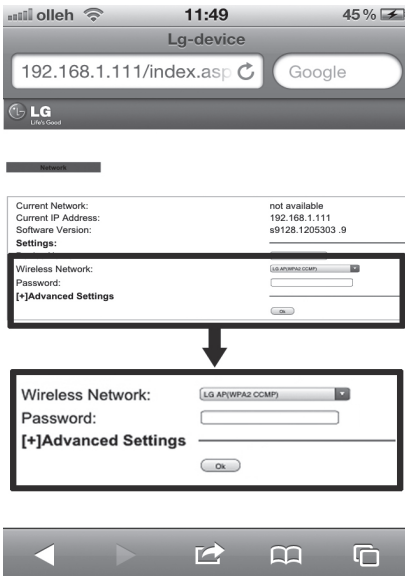 olleh 11:49 45 %
Lg-device
192.168.1.111/index.asp Google
LG
Life's Good
Network
Current Network: not available
Current IP Address: 192.168.1.111
Software Version: s9128.1205303 .9
Settings:
Wireless Network: LG AP(WPA2 CCMP)
Password:
[+]Advanced Settings
Ok
Wireless Network: LG AP(WPA2 CCMP)
Password:
[+]Advanced Settings
Ok